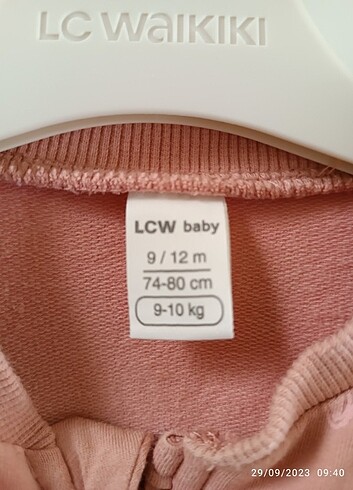 LC WAIKIKI
LCW baby
9 / 12 m
74-80 cm
9-10 kg
29/09/2023 09:40